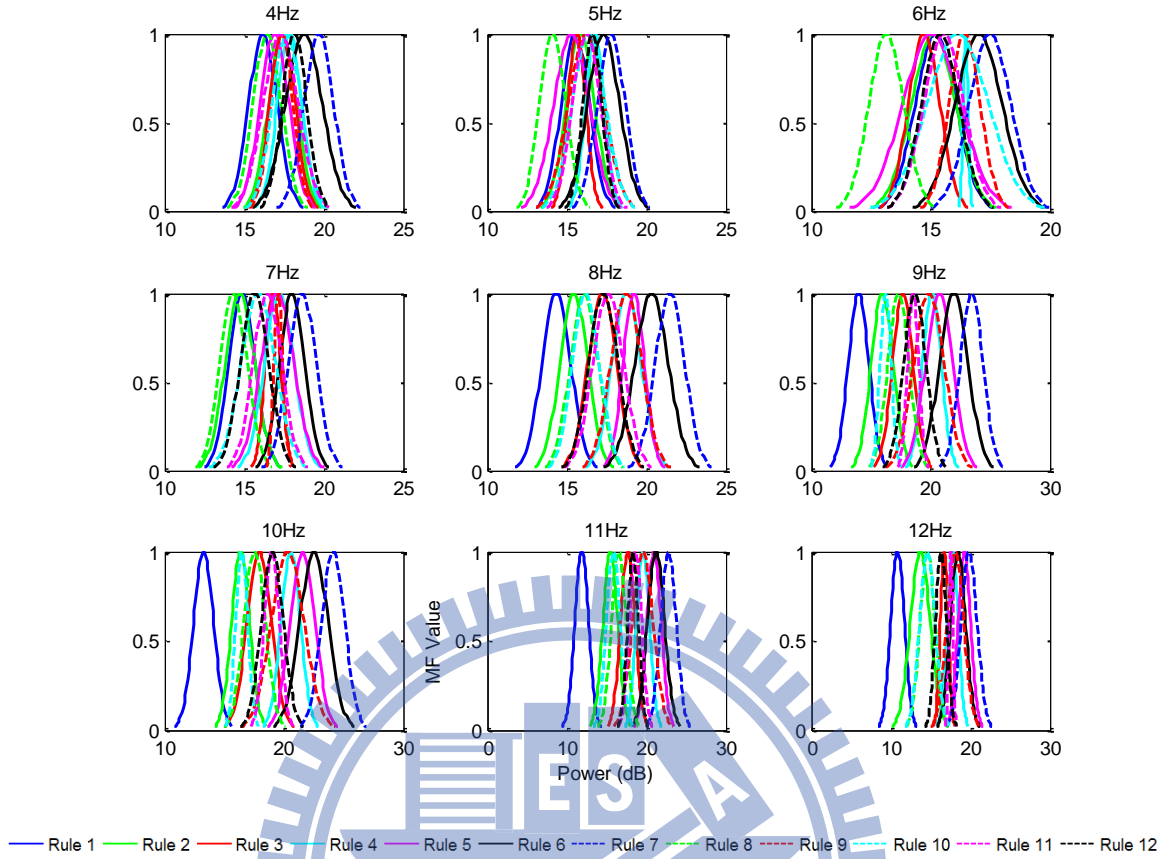 4Hz 5Hz 6Hz
1 1 1
0.5 0.5 0.5
0 0 0
10 15 20 25 10 15 20 25 10 15 20
7Hz 8Hz 9Hz
1 1 1
0.5 0.5 0.5
0 0 0
10 15 20 25 10 15 20 25 10 20 30
10Hz 11Hz 12Hz
1 1 1
0.5 0.5 0.5
MF Value
0 0 0
10 20 30 0 10 20 30 0 10 20 30
Power (dB)
E S A
Rule 1 Rule 2 Rule 3 Rule 4 Rule 5 Rule 6 Rule 7 Rule 8 Rule 9 Rule 10 Rule 11 Rule 12